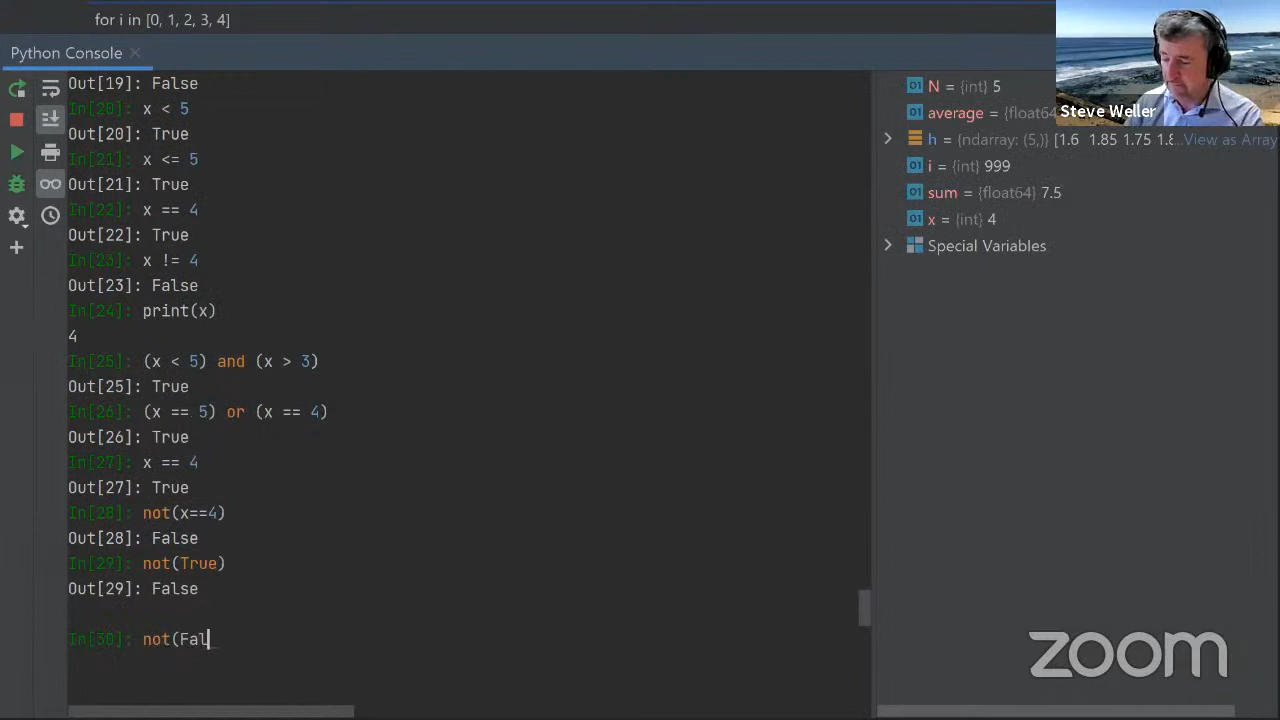 for i in [0, 1, 2, 3, 4]
Python Console
Out[19]: False
In[20]: x < 5
Out[20]: True
In[21]: x <= 5
Out[21]: True
In[22]: x == 4
Out[22]: True
In[23]: x != 4
Out[23]: False
In[24]: print(x)
4
In[25]: (x < 5) and (x > 3)
Out[25]: True
In[26]: (x == 5) or (x == 4)
Out[26]: True
In[27]: x == 4
Out[27]: True
In[28]: not(x==4)
Out[28]: False
In[29]: not(True)
Out[29]: False
In[30]: not(Fal
Steve Weller
01 N = {int} 5
01 average = {float64
h = {ndarray: (5,)} [1.6 1.85 1.75 1.8...View as Array
01 i = {int} 999
01 sum = {float64} 7.5
01 x = {int} 4
Special Variables
zoom